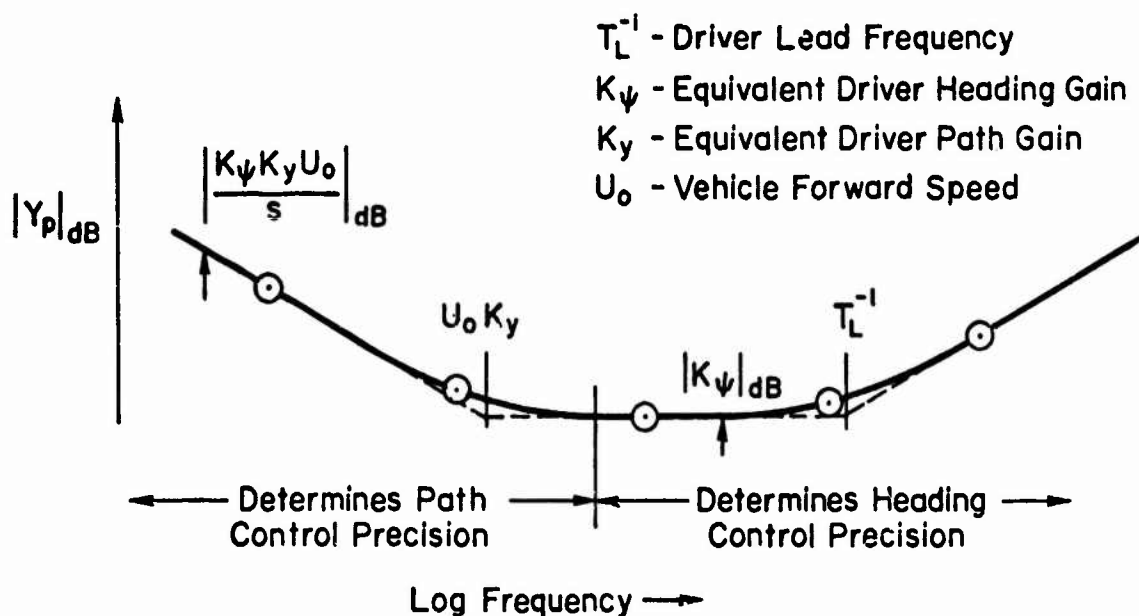 T_L^-1 - Driver Lead Frequency
K_ψ - Equivalent Driver Heading Gain
K_y - Equivalent Driver Path Gain
U_o - Vehicle Forward Speed
|K_ψ K_y U_o / s|_dB
|Y_p|_dB
U_o K_y
T_L^-1
|K_ψ|_dB
Determines Path
Control Precision
Determines Heading
Control Precision
Log Frequency